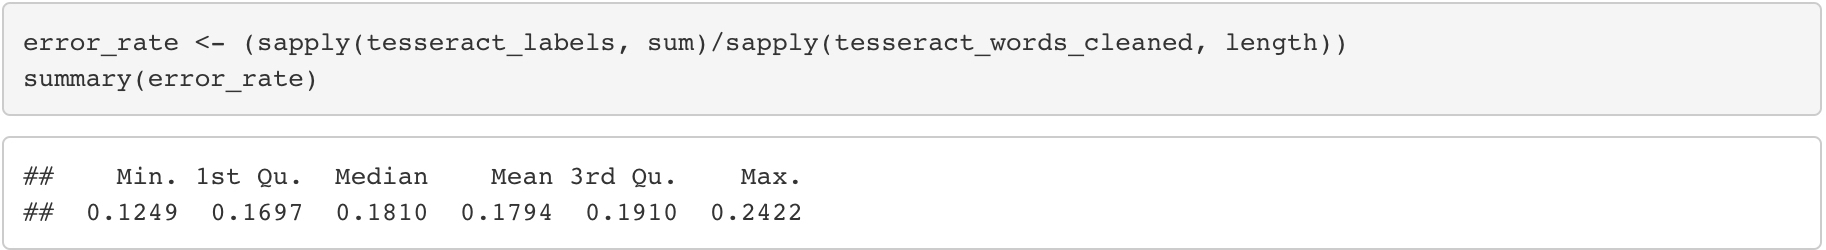 error_rate <- (sapply(tesseract_labels, sum)/sapply(tesseract_words_cleaned, length))
summary(error_rate)
##    Min. 1st Qu.  Median    Mean 3rd Qu.    Max.
##  0.1249  0.1697  0.1810  0.1794  0.1910  0.2422